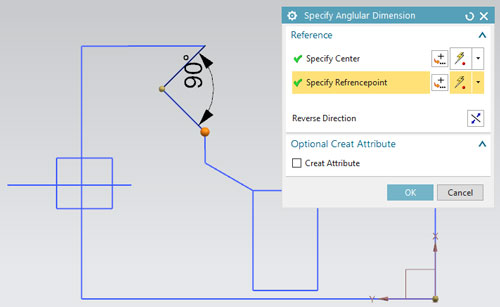 Specify Anglular Dimension
Reference
Specify Center
Specify Refrencepoint
Reverse Direction
Optional Creat Attribute
Creat Attribute
OK
Cancel
90°
X
Y